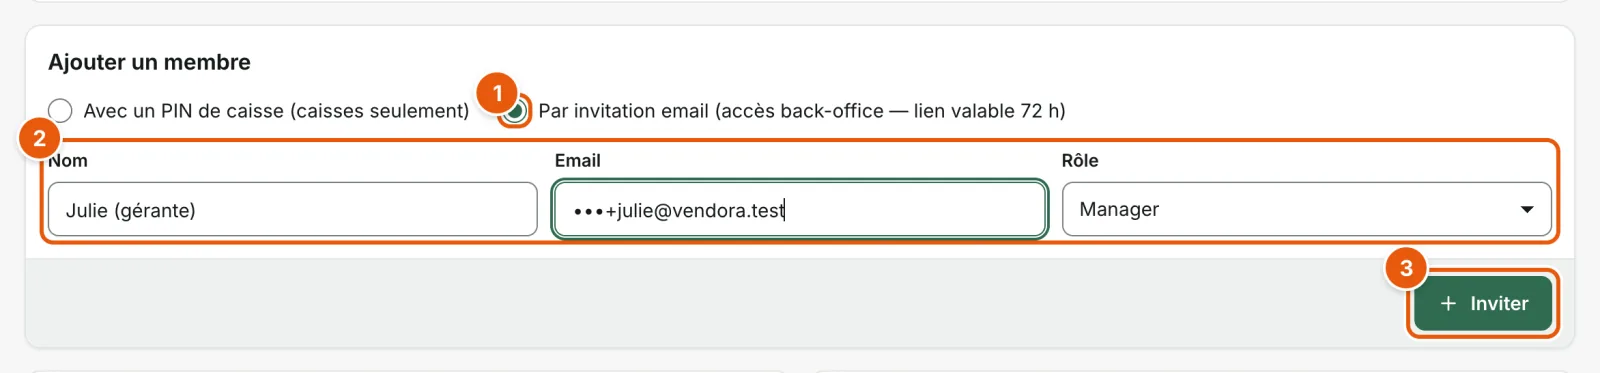 Ajouter un membre
1
Avec un PIN de caisse (caisses seulement) Par invitation email (accès back-office — lien valable 72 h)
2
Nom Email Rôle
Julie (gérante) •••+julie@vendora.test Manager
3
+ Inviter